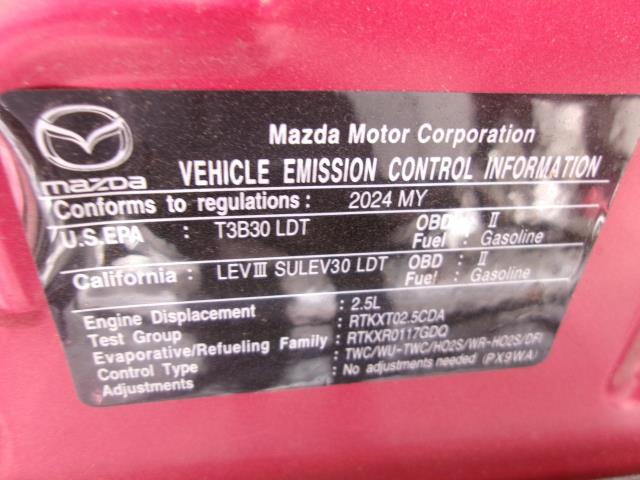 Mazda Motor Corporation
mazda
VEHICLE EMISSION CONTROL INFORMATION
Conforms to regulations: 2024 MY
U.S.EPA : T3B30 LDT OBD : II
Fuel : Gasoline
California : LEVIII SULEV30 LDT OBD : II
Fuel : Gasoline
Engine Displacement : 2.5L
Test Group : RTKXT02.5CDA
Evaporative/Refueling Family : RTKXR0117GDQ
Control Type : TWC/WU-TWC/HO2S/WR-HO2S/DFI
Adjustments : No adjustments needed (PX9WA)